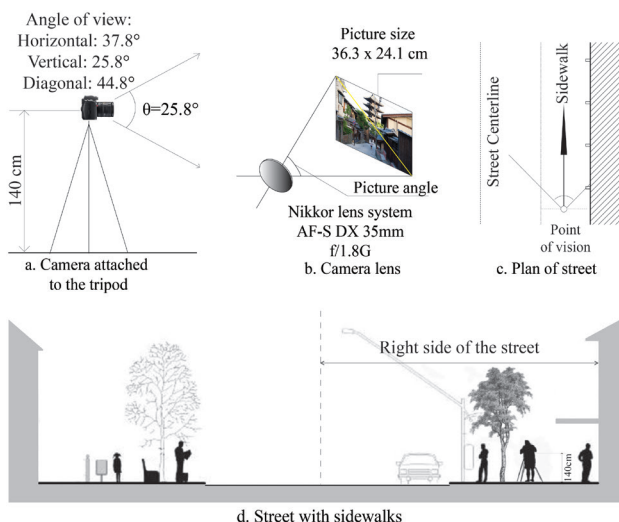 Angle of view:
Horizontal: 37.8°
Vertical: 25.8°
Diagonal: 44.8°
θ=25.8°
140 cm
a. Camera attached
to the tripod
Picture size
36.3 x 24.1 cm
Picture angle
Nikkor lens system
AF-S DX 35mm
f/1.8G
b. Camera lens
Street Centerline
Sidewalk
Point
of vision
c. Plan of street
Right side of the street
140cm
d. Street with sidewalks